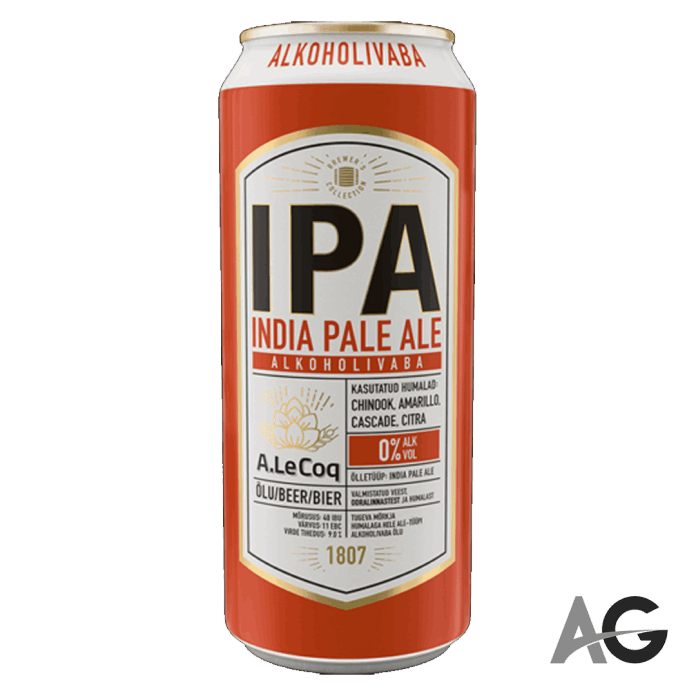 ALKOHOLIVABA
BREWER'S
COLLECTION
IPA
INDIA PALE ALE
ALKOHOLIVABA
KASUTATUD HUMALAD:
CHINOOK, AMARILLO,
CASCADE, CITRA
0% ALK
VOL
ÕLLETÜÜP: INDIA PALE ALE
VALMISTATUD VEEST,
ODRALINNASTEST JA HUMALAST
TUGEVA MÕRKJA
HUMALAGA HELE ALE-TÜÜPI
ALKOHOLIVABA ÕLU
A.LeCoq
ÕLU/BEER/BIER
MÕRUSUS: 40 IBU
VÄRVUS: 11 EBC
VIRDE TIHEDUS: 9.0%
1807
AG